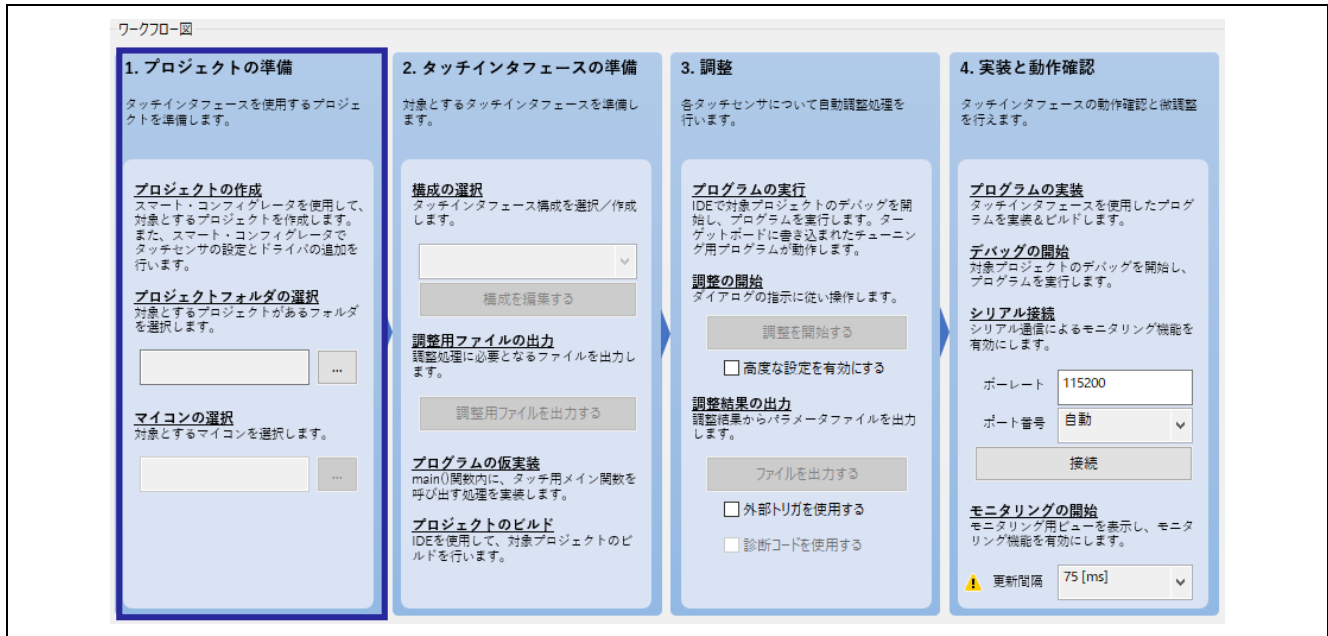 ワークフロー図
1. プロジェクトの準備
タッチインタフェースを使用するプロジェ
クトを準備します。
プロジェクトの作成
スマート・コンフィグレータを使用して、
対象とするプロジェクトを作成します。
また、スマート・コンフィグレータで
タッチセンサの設定とドライバの追加を
行います。
プロジェクトフォルダの選択
対象とするプロジェクトがあるフォルダ
を選択します。
...
マイコンの選択
対象とするマイコンを選択します。
...
2. タッチインタフェースの準備
対象とするタッチインタフェースを準備し
ます。
構成の選択
タッチインタフェース構成を選択／作成
します。
構成を編集する
調整用ファイルの出力
調整処理に必要となるファイルを出力し
ます。
調整用ファイルを出力する
プログラムの仮実装
main()関数内に、タッチ用メイン関数を
呼び出す処理を実装します。
プロジェクトのビルド
IDEを使用して、対象プロジェクトのビ
ルドを行います。
3. 調整
各タッチセンサについて自動調整処理を
行います。
プログラムの実行
IDEで対象プロジェクトのデバッグを開
始し、プログラムを実行します。ター
ゲットボードに書き込まれたチューニン
グ用プログラムが動作します。
調整の開始
ダイアログの指示に従い操作します。
調整を開始する
高度な設定を有効にする
調整結果の出力
調整結果からパラメータファイルを出力
します。
ファイルを出力する
外部トリガを使用する
診断コードを使用する
4. 実装と動作確認
タッチインタフェースの動作確認と微調整
を行えます。
プログラムの実装
タッチインタフェースを使用したプログ
ラムを実装&ビルドします。
デバッグの開始
対象プロジェクトのデバッグを開始し、
プログラムを実行します。
シリアル接続
シリアル通信によるモニタリング機能を
有効にします。
ボーレート 115200
ポート番号 自動
接続
モニタリングの開始
モニタリング用ビューを表示し、モニタ
リング機能を有効にします。
更新間隔 75 [ms]